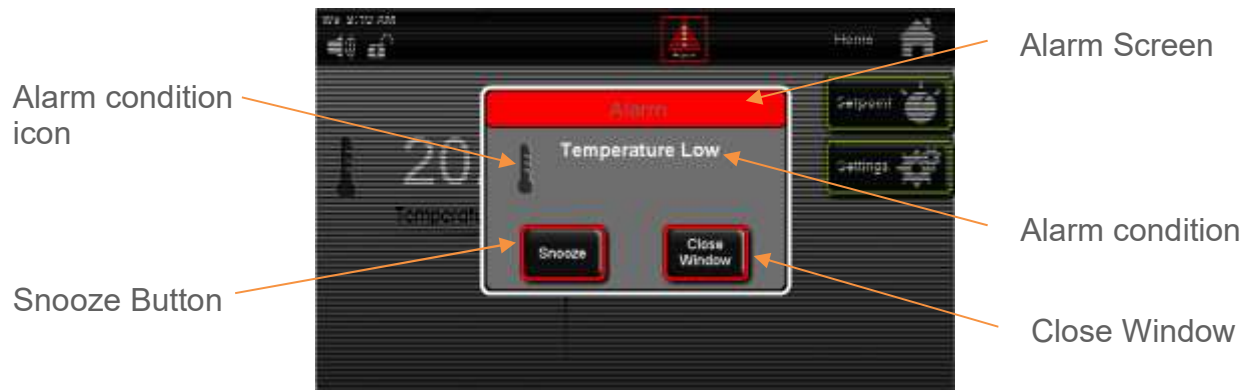 Home
Alarm Screen
Alarm condition
icon
Alarm
Setpoint
Temperature Low
20
Settings
Temperat
Alarm condition
Snooze
Close
Window
Snooze Button
Close Window